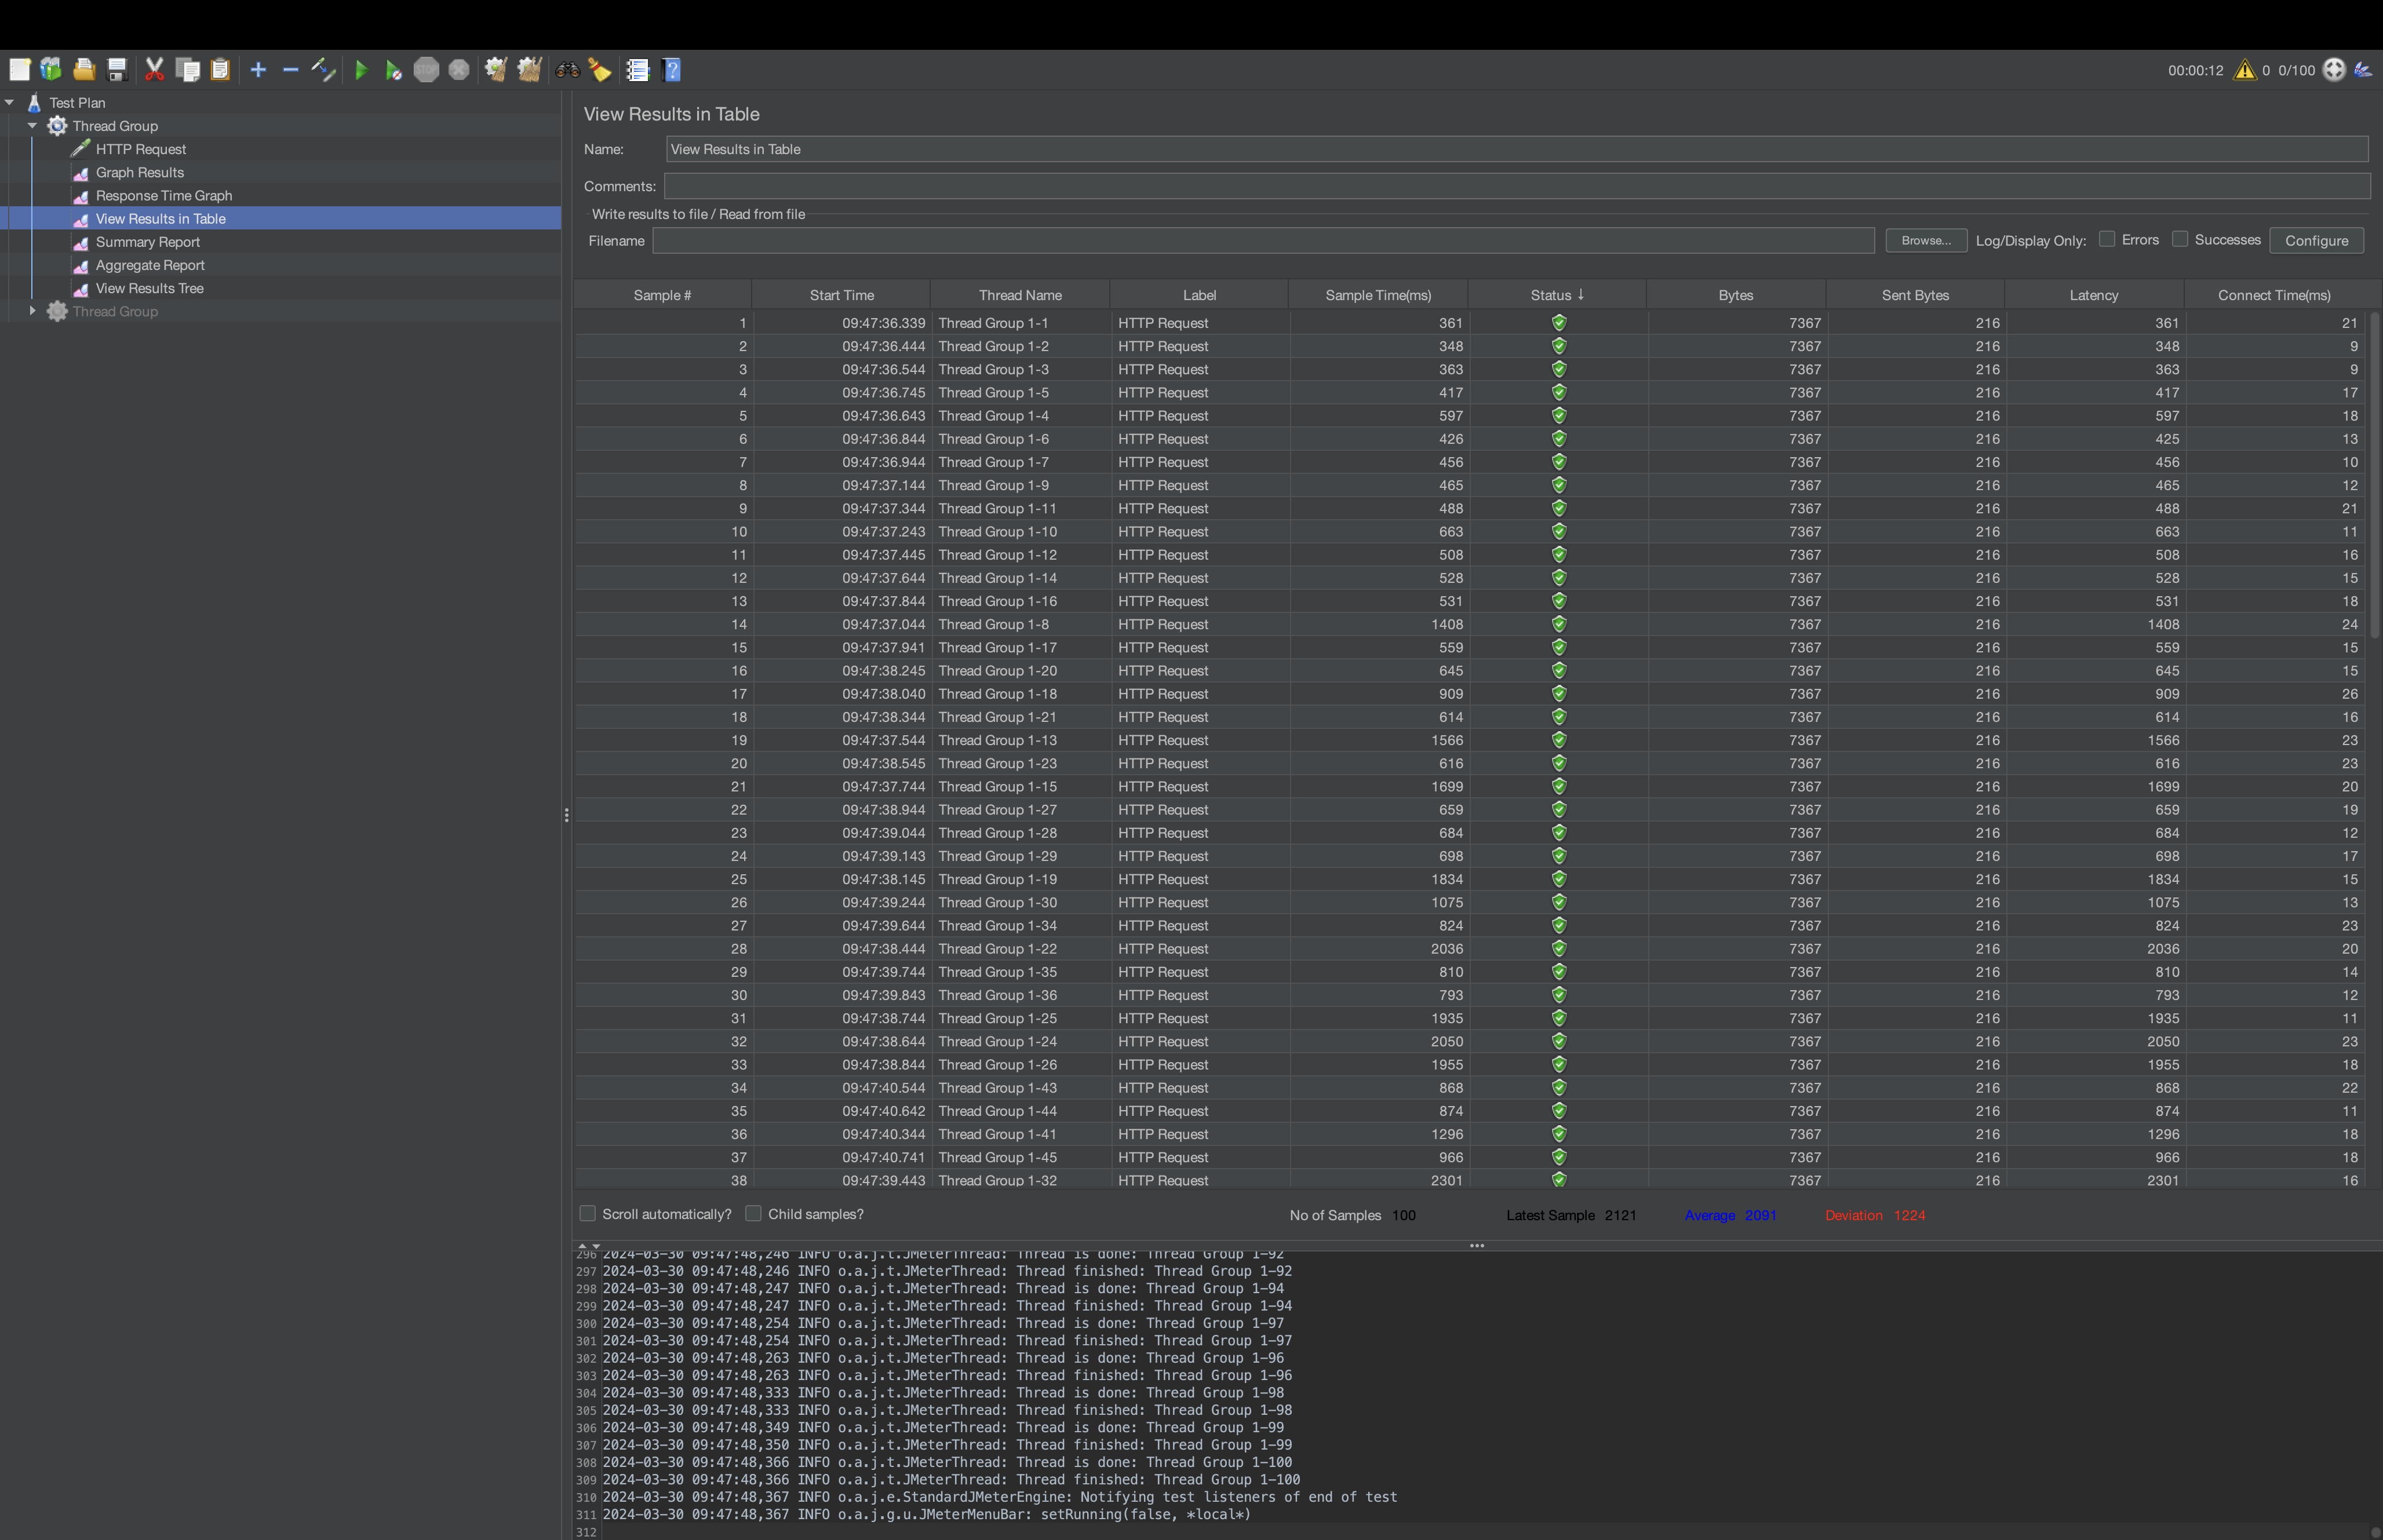 00:00:12 0 0/100
Test Plan
Thread Group
HTTP Request
Graph Results
Response Time Graph
View Results in Table
Summary Report
Aggregate Report
View Results Tree
Thread Group
View Results in Table
Name: View Results in Table
Comments:
Write results to file / Read from file
Filename Browse... Log/Display Only: Errors Successes Configure
Sample # Start Time Thread Name Label Sample Time(ms) Status ↓ Bytes Sent Bytes Latency Connect Time(ms)
1 09:47:36.339 Thread Group 1-1 HTTP Request 361 7367 216 361 21
2 09:47:36.444 Thread Group 1-2 HTTP Request 348 7367 216 348 9
3 09:47:36.544 Thread Group 1-3 HTTP Request 363 7367 216 363 9
4 09:47:36.745 Thread Group 1-5 HTTP Request 417 7367 216 417 17
5 09:47:36.643 Thread Group 1-4 HTTP Request 597 7367 216 597 18
6 09:47:36.844 Thread Group 1-6 HTTP Request 426 7367 216 425 13
7 09:47:36.944 Thread Group 1-7 HTTP Request 456 7367 216 456 10
8 09:47:37.144 Thread Group 1-9 HTTP Request 465 7367 216 465 12
9 09:47:37.344 Thread Group 1-11 HTTP Request 488 7367 216 488 21
10 09:47:37.243 Thread Group 1-10 HTTP Request 663 7367 216 663 11
11 09:47:37.445 Thread Group 1-12 HTTP Request 508 7367 216 508 16
12 09:47:37.644 Thread Group 1-14 HTTP Request 528 7367 216 528 15
13 09:47:37.844 Thread Group 1-16 HTTP Request 531 7367 216 531 18
14 09:47:37.044 Thread Group 1-8 HTTP Request 1408 7367 216 1408 24
15 09:47:37.941 Thread Group 1-17 HTTP Request 559 7367 216 559 15
16 09:47:38.245 Thread Group 1-20 HTTP Request 645 7367 216 645 15
17 09:47:38.040 Thread Group 1-18 HTTP Request 909 7367 216 909 26
18 09:47:38.344 Thread Group 1-21 HTTP Request 614 7367 216 614 16
19 09:47:37.544 Thread Group 1-13 HTTP Request 1566 7367 216 1566 23
20 09:47:38.545 Thread Group 1-23 HTTP Request 616 7367 216 616 23
21 09:47:37.744 Thread Group 1-15 HTTP Request 1699 7367 216 1699 20
22 09:47:38.944 Thread Group 1-27 HTTP Request 659 7367 216 659 19
23 09:47:39.044 Thread Group 1-28 HTTP Request 684 7367 216 684 12
24 09:47:39.143 Thread Group 1-29 HTTP Request 698 7367 216 698 17
25 09:47:38.145 Thread Group 1-19 HTTP Request 1834 7367 216 1834 15
26 09:47:39.244 Thread Group 1-30 HTTP Request 1075 7367 216 1075 13
27 09:47:39.644 Thread Group 1-34 HTTP Request 824 7367 216 824 23
28 09:47:38.444 Thread Group 1-22 HTTP Request 2036 7367 216 2036 20
29 09:47:39.744 Thread Group 1-35 HTTP Request 810 7367 216 810 14
30 09:47:39.843 Thread Group 1-36 HTTP Request 793 7367 216 793 12
31 09:47:38.744 Thread Group 1-25 HTTP Request 1935 7367 216 1935 11
32 09:47:38.644 Thread Group 1-24 HTTP Request 2050 7367 216 2050 23
33 09:47:38.844 Thread Group 1-26 HTTP Request 1955 7367 216 1955 18
34 09:47:40.544 Thread Group 1-43 HTTP Request 868 7367 216 868 22
35 09:47:40.642 Thread Group 1-44 HTTP Request 874 7367 216 874 11
36 09:47:40.344 Thread Group 1-41 HTTP Request 1296 7367 216 1296 18
37 09:47:40.741 Thread Group 1-45 HTTP Request 966 7367 216 966 18
38 09:47:39.443 Thread Group 1-32 HTTP Request 2301 7367 216 2301 16
Scroll automatically? Child samples? No of Samples 100 Latest Sample 2121 Average 2091 Deviation 1224
296 2024-03-30 09:47:48,246 INFO o.a.j.t.JMeterThread: Thread is done: Thread Group 1-92
297 2024-03-30 09:47:48,246 INFO o.a.j.t.JMeterThread: Thread finished: Thread Group 1-92
298 2024-03-30 09:47:48,247 INFO o.a.j.t.JMeterThread: Thread is done: Thread Group 1-94
299 2024-03-30 09:47:48,247 INFO o.a.j.t.JMeterThread: Thread finished: Thread Group 1-94
300 2024-03-30 09:47:48,254 INFO o.a.j.t.JMeterThread: Thread is done: Thread Group 1-97
301 2024-03-30 09:47:48,254 INFO o.a.j.t.JMeterThread: Thread finished: Thread Group 1-97
302 2024-03-30 09:47:48,263 INFO o.a.j.t.JMeterThread: Thread is done: Thread Group 1-96
303 2024-03-30 09:47:48,263 INFO o.a.j.t.JMeterThread: Thread finished: Thread Group 1-96
304 2024-03-30 09:47:48,333 INFO o.a.j.t.JMeterThread: Thread is done: Thread Group 1-98
305 2024-03-30 09:47:48,333 INFO o.a.j.t.JMeterThread: Thread finished: Thread Group 1-98
306 2024-03-30 09:47:48,349 INFO o.a.j.t.JMeterThread: Thread is done: Thread Group 1-99
307 2024-03-30 09:47:48,350 INFO o.a.j.t.JMeterThread: Thread finished: Thread Group 1-99
308 2024-03-30 09:47:48,366 INFO o.a.j.t.JMeterThread: Thread is done: Thread Group 1-100
309 2024-03-30 09:47:48,366 INFO o.a.j.t.JMeterThread: Thread finished: Thread Group 1-100
310 2024-03-30 09:47:48,367 INFO o.a.j.e.StandardJMeterEngine: Notifying test listeners of end of test
311 2024-03-30 09:47:48,367 INFO o.a.j.g.u.JMeterMenuBar: setRunning(false, *local*)
312